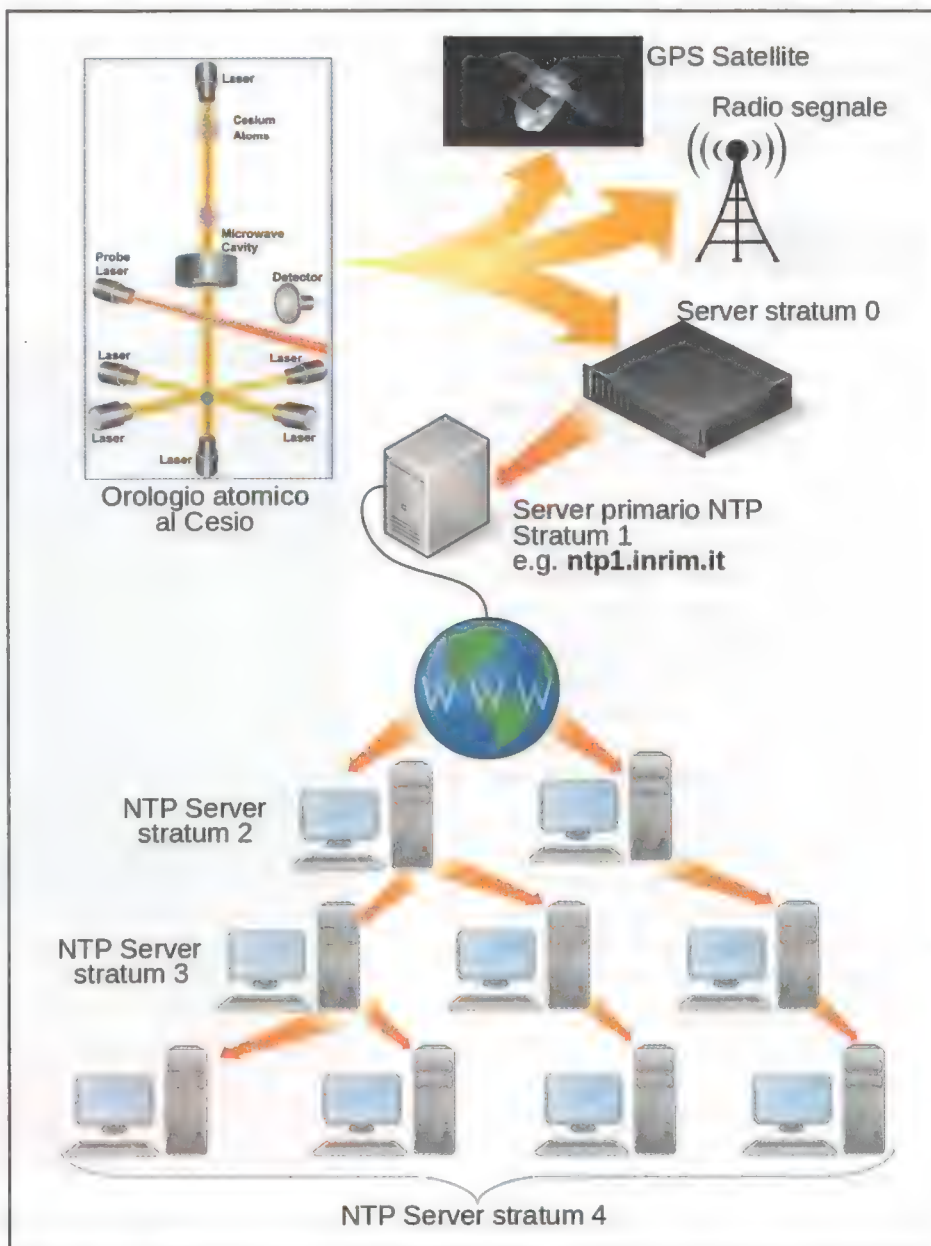 GPS Satellite
Radio segnale
Laser
Cesium
Atoms
Microwave
Cavity
Probe
Laser
Detector
Server stratum 0
Laser
Laser
Laser
Laser
Laser
Orologio atomico
al Cesio
Server primario NTP
Stratum 1
e.g. ntp1.inrim.it
WWW
NTP Server
stratum 2
NTP Server
stratum 3
NTP Server stratum 4